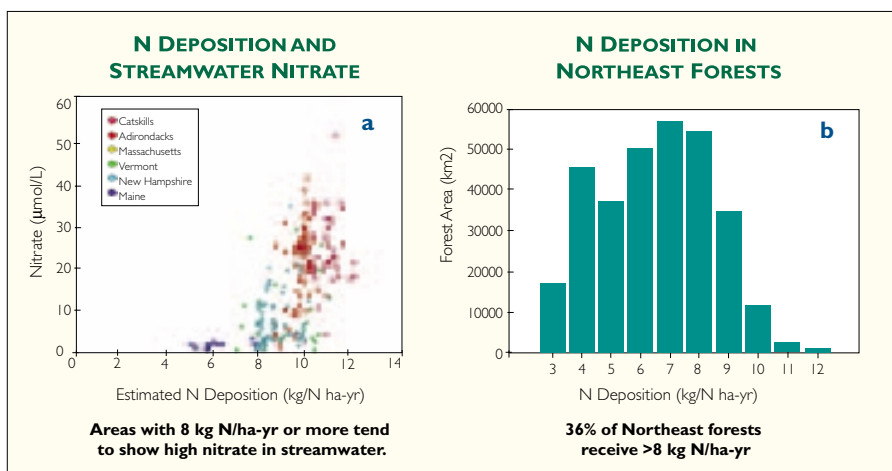 N DEPOSITION AND
STREAMWATER NITRATE
a
60
50
40
30
20
10
0
Nitrate (µmol/L)
Catskills
Adirondacks
Massachusetts
Vermont
New Hampshire
Maine
0 2 4 6 8 10 12 14
Estimated N Deposition (kg/N ha-yr)
Areas with 8 kg N/ha-yr or more tend
to show high nitrate in streamwater.
N DEPOSITION IN
NORTHEAST FORESTS
b
60000
50000
40000
30000
20000
10000
0
Forest Area (km2)
3 4 5 6 7 8 9 10 11 12
N Deposition (kg/N ha-yr)
36% of Northeast forests
receive >8 kg N/ha-yr